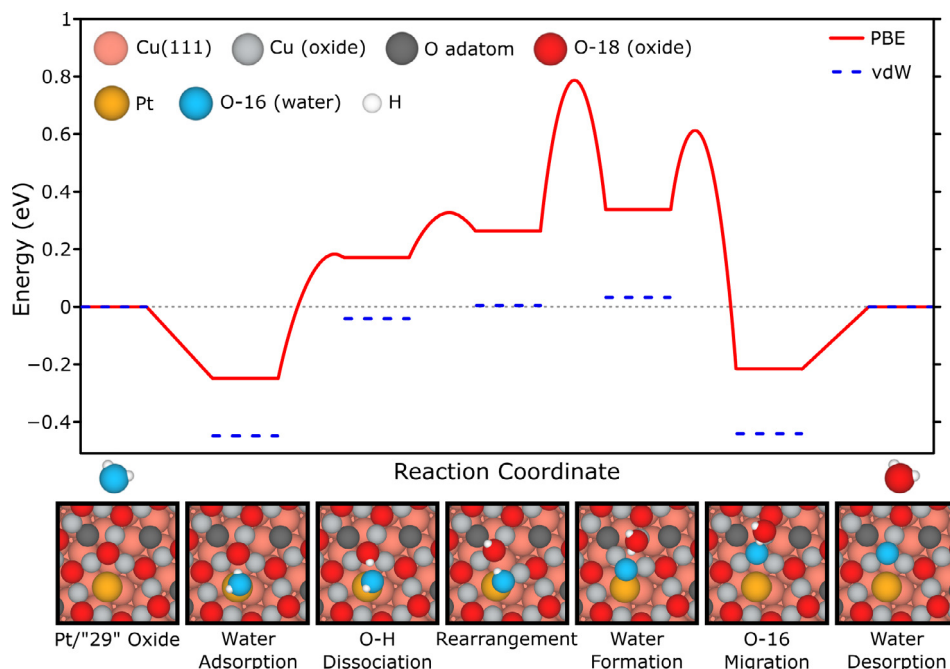 1
0.8
0.6
0.4
0.2
0
−0.2
−0.4
Energy (eV)
Cu(111)
Cu (oxide)
O adatom
O-18 (oxide)
Pt
O-16 (water)
H
PBE
vdW
Reaction Coordinate
Pt/"29" Oxide
Water
Adsorption
O-H
Dissociation
Rearrangement
Water
Formation
O-16
Migration
Water
Desorption